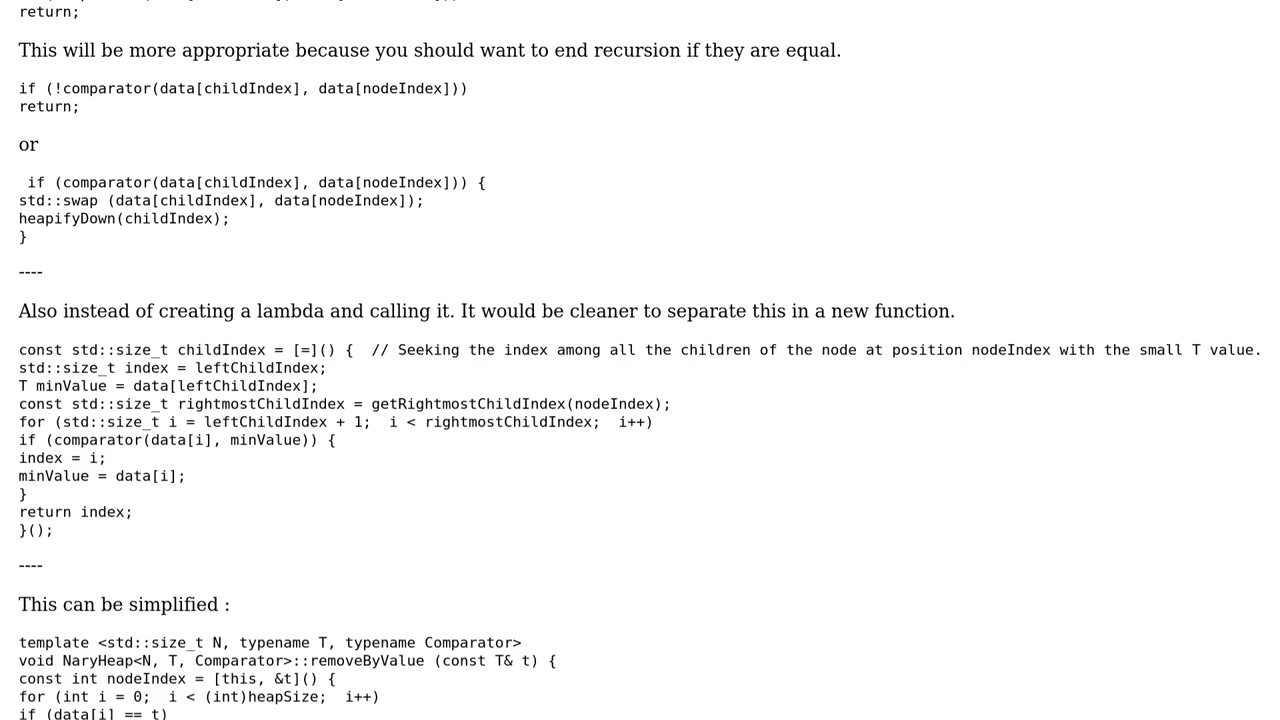 return;
This will be more appropriate because you should want to end recursion if they are equal.
if (!comparator(data[childIndex], data[nodeIndex]))
return;
or
if (comparator(data[childIndex], data[nodeIndex])) {
std::swap (data[childIndex], data[nodeIndex]);
heapifyDown(childIndex);
}
----
Also instead of creating a lambda and calling it. It would be cleaner to separate this in a new function.
const std::size_t childIndex = [=]() {  // Seeking the index among all the children of the node at position nodeIndex with the small T value.
std::size_t index = leftChildIndex;
T minValue = data[leftChildIndex];
const std::size_t rightmostChildIndex = getRightmostChildIndex(nodeIndex);
for (std::size_t i = leftChildIndex + 1;  i < rightmostChildIndex;  i++)
if (comparator(data[i], minValue)) {
index = i;
minValue = data[i];
}
return index;
}();
----
This can be simplified :
template <std::size_t N, typename T, typename Comparator>
void NaryHeap<N, T, Comparator>::removeByValue (const T& t) {
const int nodeIndex = [this, &t]() {
for (int i = 0;  i < (int)heapSize;  i++)
if (data[i] == t)